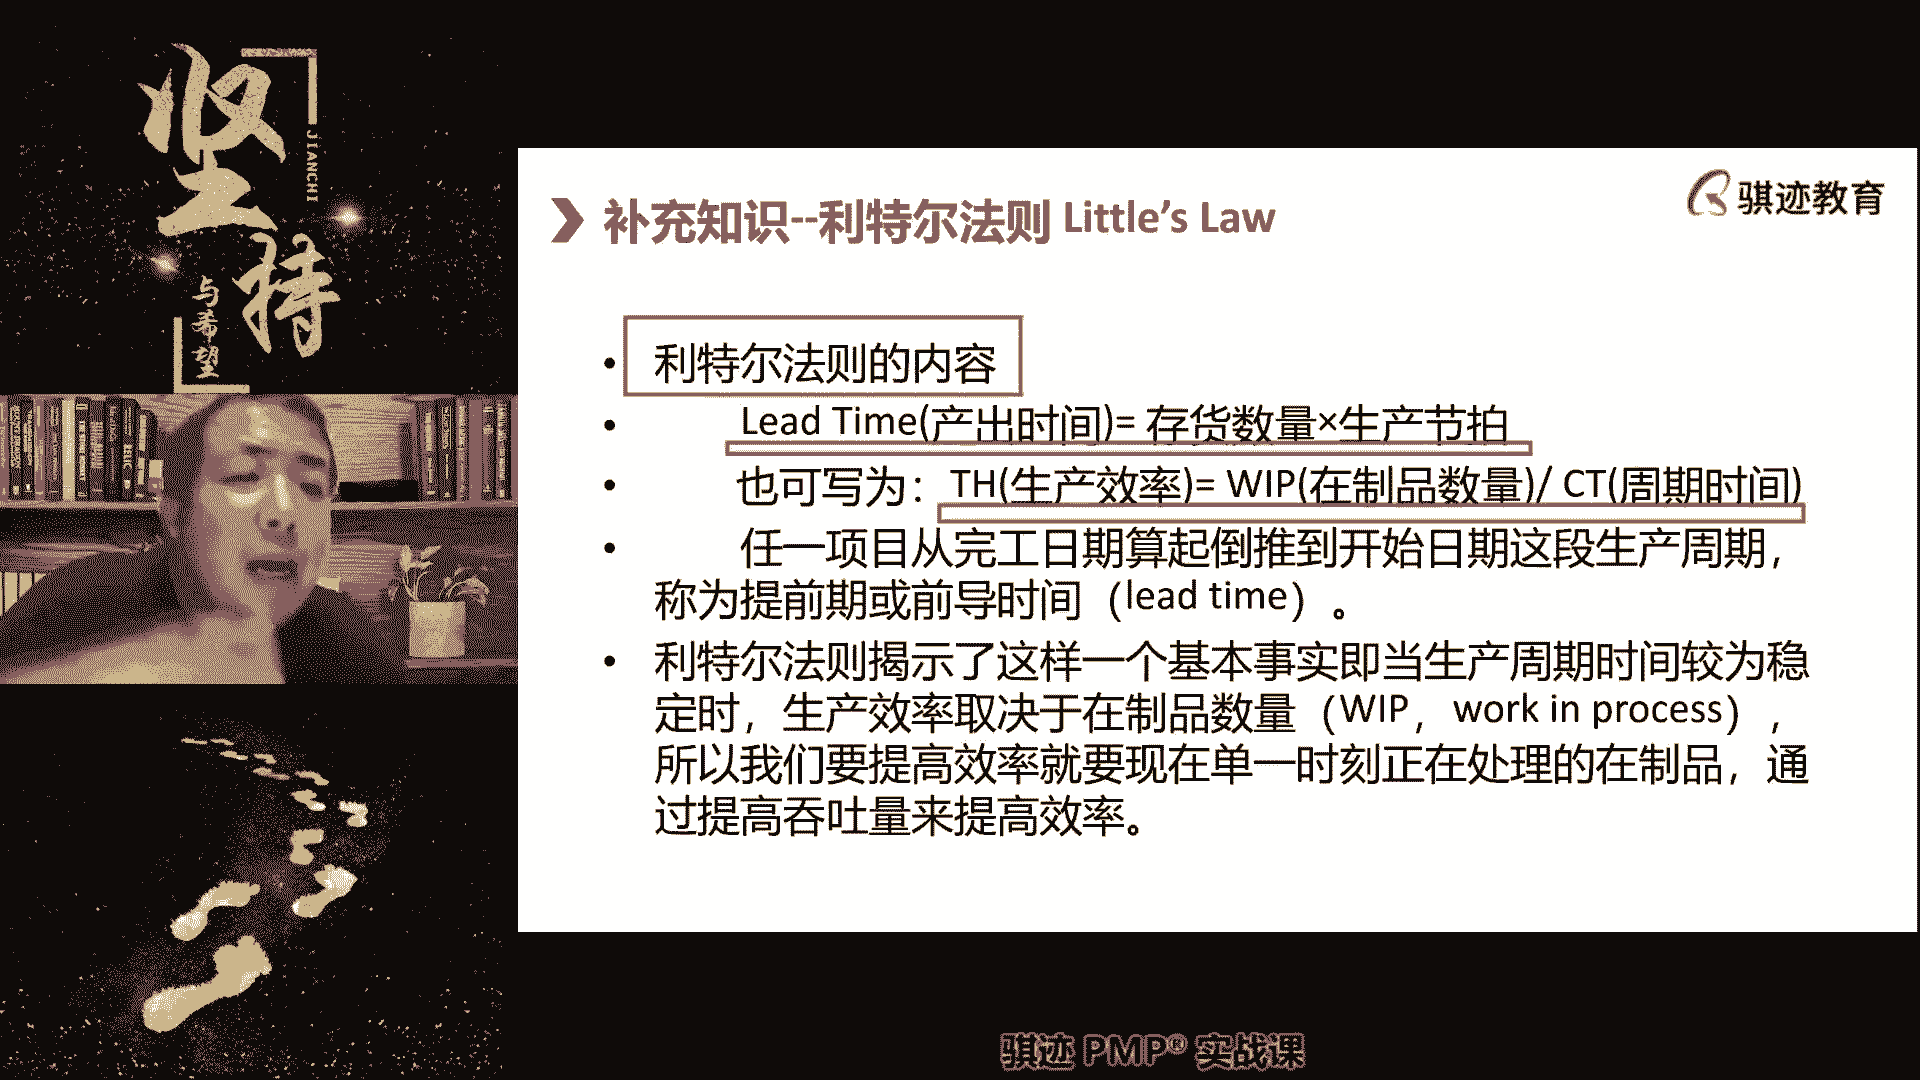 坚持
JIANCHI
与希望
骐迹教育
补充知识--利特尔法则 Little's Law
• 利特尔法则的内容
• Lead Time(产出时间)= 存货数量×生产节拍
• 也可写为：TH(生产效率)= WIP(在制品数量)/ CT(周期时间)
• 任一项目从完工日期算起倒推到开始日期这段生产周期，
称为提前期或前导时间（lead time）。
• 利特尔法则揭示了这样一个基本事实即当生产周期时间较为稳
定时，生产效率取决于在制品数量（WIP，work in process），
所以我们要提高效率就要现在单一时刻正在处理的在制品，通
过提高吞吐量来提高效率。
骐迹 PMP® 实战课